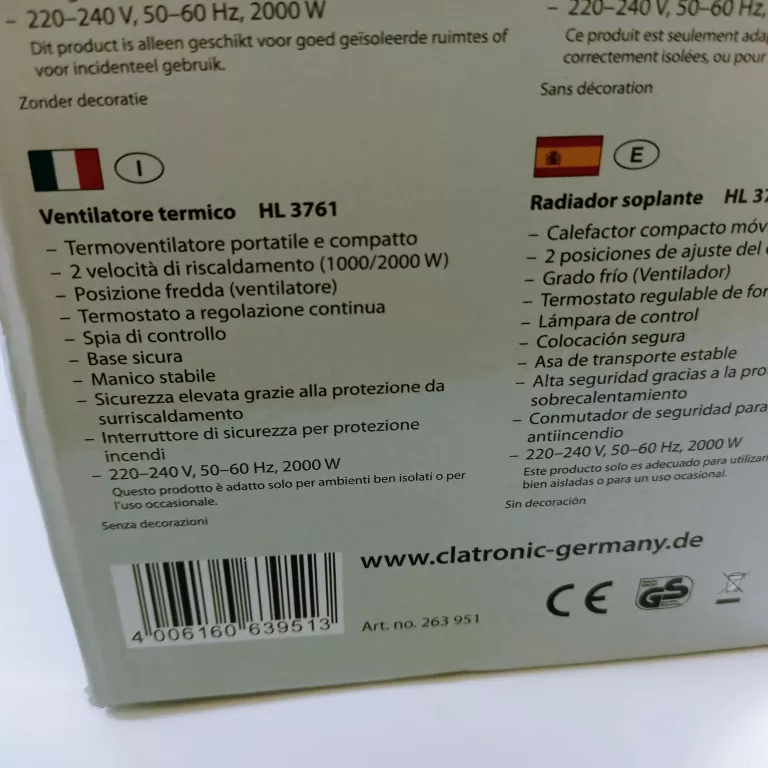 – 220–240 V, 50–60 Hz, 2000 W
Dit product is alleen geschikt voor goed geïsoleerde ruimtes of
voor incidenteel gebruik.
Zonder decoratie
– 220–240 V, 50–60 Hz,
Ce produit est seulement
correctement isolées, ou pour
Sans décoration
I
Ventilatore termico HL 3761
– Termoventilatore portatile e compatto
– 2 velocità di riscaldamento (1000/2000 W)
– Posizione fredda (ventilatore)
– Termostato a regolazione continua
– Spia di controllo
– Base sicura
– Manico stabile
– Sicurezza elevata grazie alla protezione da
surriscaldamento
– Interruttore di sicurezza per protezione
incendi
– 220–240 V, 50–60 Hz, 2000 W
Questo prodotto è adatto solo per ambienti ben isolati o per
l'uso occasionale.
Senza decorazioni
E
Radiador soplante HL
– Calefactor compacto
– 2 posiciones de ajuste del
– Grado frío (Ventilador)
– Termostato regulable de
– Lámpara de control
– Colocación segura
– Asa de transporte estable
– Alta seguridad gracias a la
sobrecalentamiento
– Conmutador de seguridad para
antiincendio
– 220–240 V, 50–60 Hz, 2000 W
Este producto solo es adecuado para
bien aisladas o para un uso ocasional.
Sin decoración
www.clatronic-germany.de
4 006160 639513
Art. no. 263 951
CE
GS